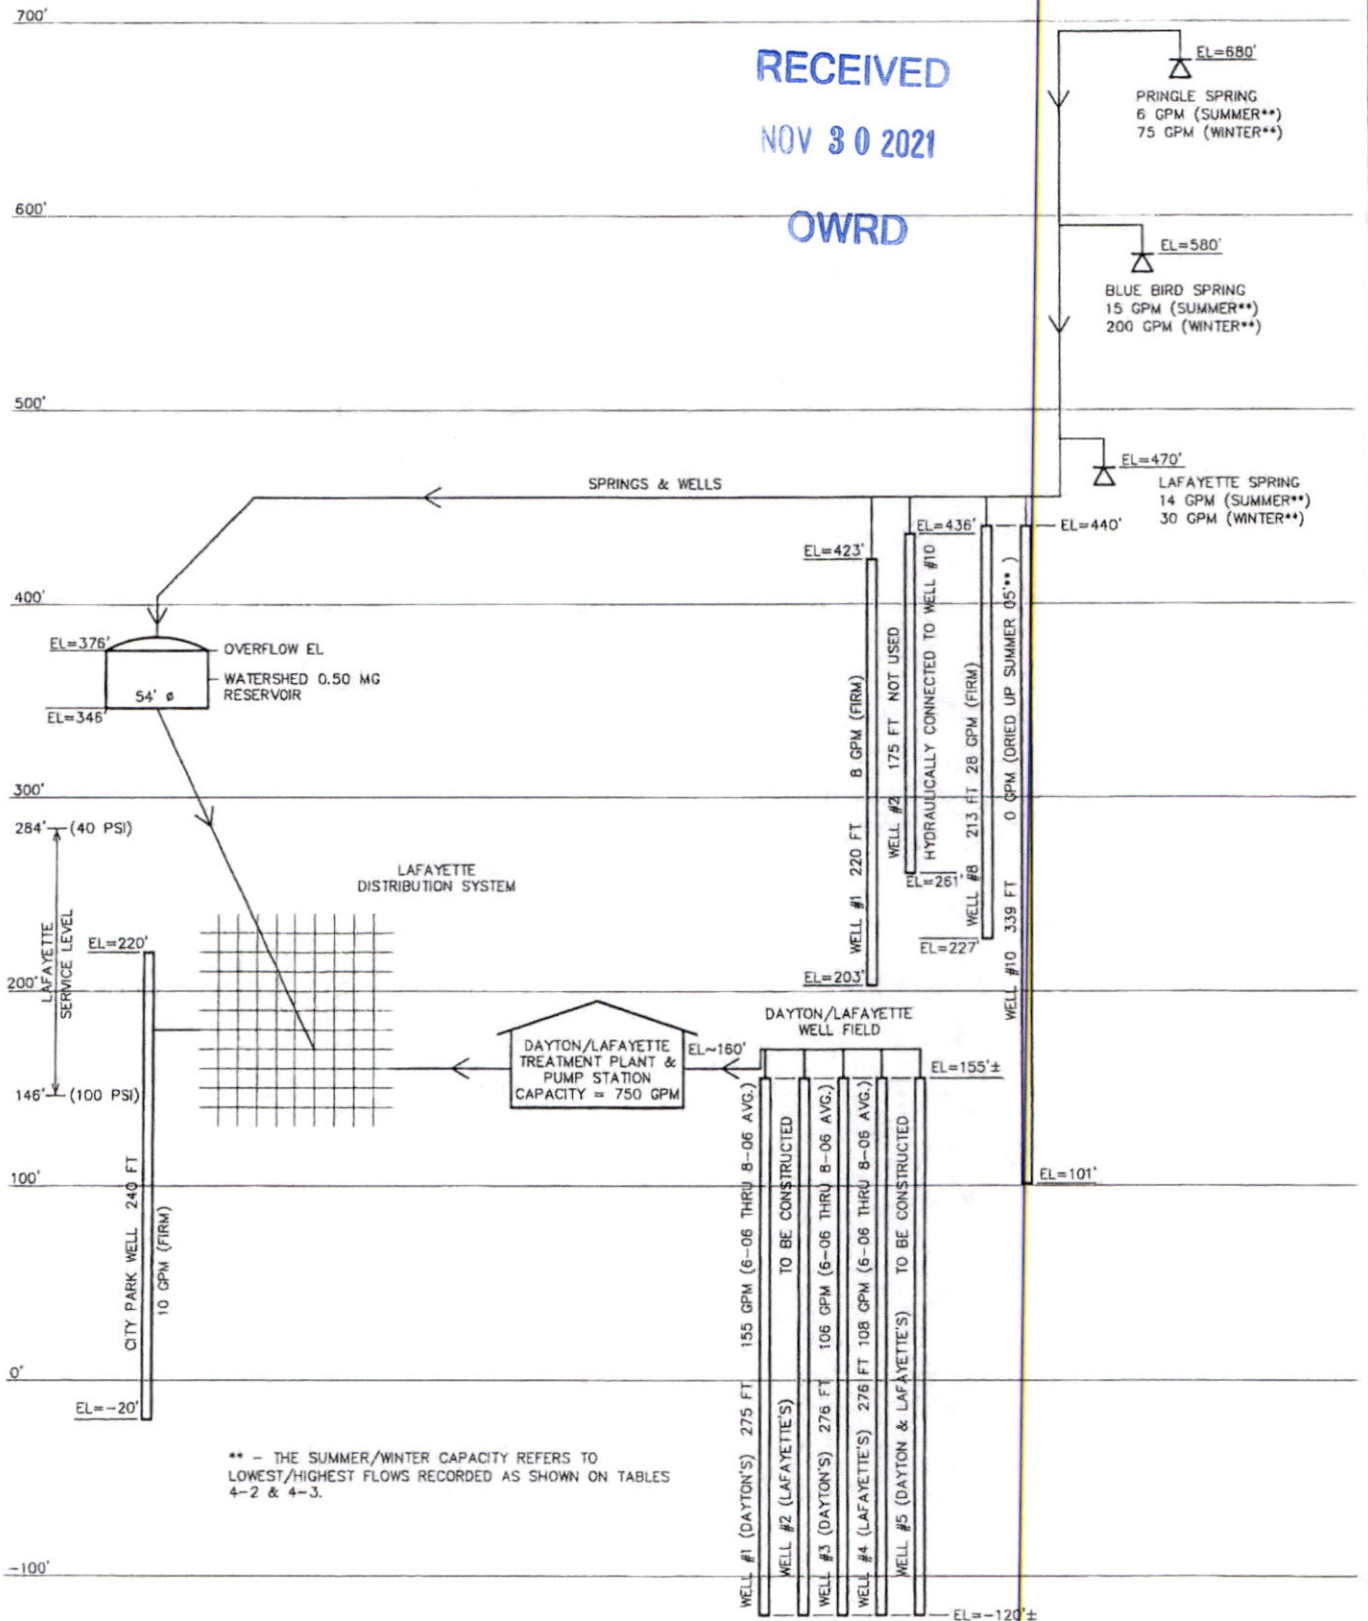 700'
RECEIVED
NOV 30 2021
OWRD
EL=680'
PRINGLE SPRING
6 GPM (SUMMER**)
75 GPM (WINTER**)
600'
EL=580'
BLUE BIRD SPRING
15 GPM (SUMMER**)
200 GPM (WINTER**)
500'
EL=470'
LAFAYETTE SPRING
14 GPM (SUMMER**)
30 GPM (WINTER**)
SPRINGS & WELLS
EL=436'
EL=440'
EL=423'
400'
EL=376'
OVERFLOW EL
WATERSHED 0.50 MG
RESERVOIR
54' ø
EL=346'
WELL #1 220 FT 8 GPM (FIRM)
WELL #2 175 FT NOT USED
HYDRAULICALLY CONNECTED TO WELL #10
WELL #8 213 FT 28 GPM (FIRM)
WELL #10 339 FT 0 GPM (DRIED UP SUMMER 05'**)
300'
284' (40 PSI)
LAFAYETTE
DISTRIBUTION SYSTEM
EL=261'
EL=227'
EL=203'
LAFAYETTE
SERVICE LEVEL
EL=220'
200'
DAYTON/LAFAYETTE
WELL FIELD
DAYTON/LAFAYETTE
TREATMENT PLANT &
PUMP STATION
CAPACITY = 750 GPM
EL~160'
EL=155'±
146' (100 PSI)
100'
EL=101'
CITY PARK WELL 240 FT
10 GPM (FIRM)
WELL #1 (DAYTON'S) 275 FT 155 GPM (6-06 THRU 8-06 AVG.)
WELL #2 (LAFAYETTE'S) TO BE CONSTRUCTED
WELL #3 (DAYTON'S) 276 FT 106 GPM (6-06 THRU 8-06 AVG.)
WELL #4 (LAFAYETTE'S) 276 FT 108 GPM (6-06 THRU 8-06 AVG.)
WELL #5 (DAYTON & LAFAYETTE'S) TO BE CONSTRUCTED
0'
EL=-20'
** - THE SUMMER/WINTER CAPACITY REFERS TO
LOWEST/HIGHEST FLOWS RECORDED AS SHOWN ON TABLES
4-2 & 4-3.
-100'
EL=-120'±